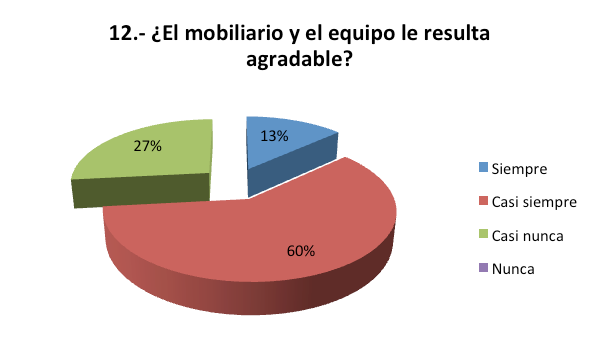 12.- ¿El mobiliario y el equipo le resulta
agradable?
13%
27%
60%
Siempre
Casi siempre
Casi nunca
Nunca